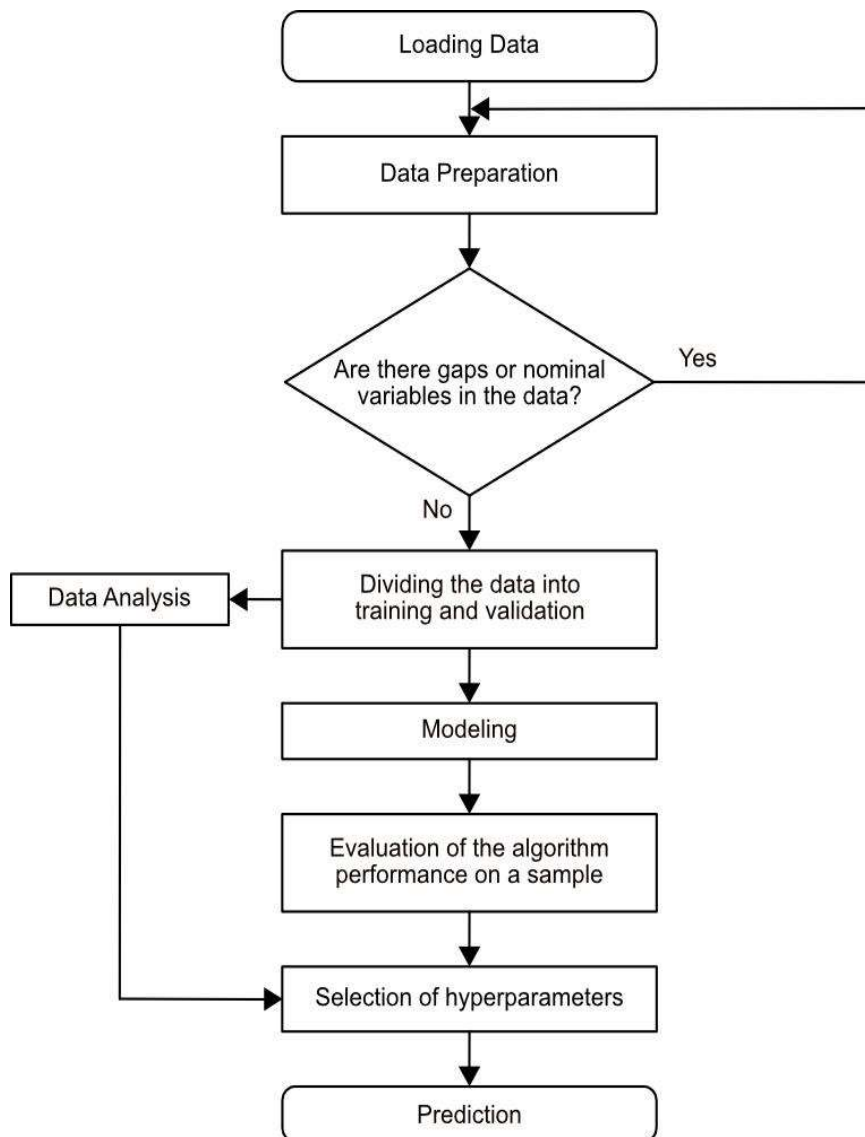 Loading Data
Data Preparation
Are there gaps or nominal
variables in the data?
Yes
No
Dividing the data into
training and validation
Data Analysis
Modeling
Evaluation of the algorithm
performance on a sample
Selection of hyperparameters
Prediction